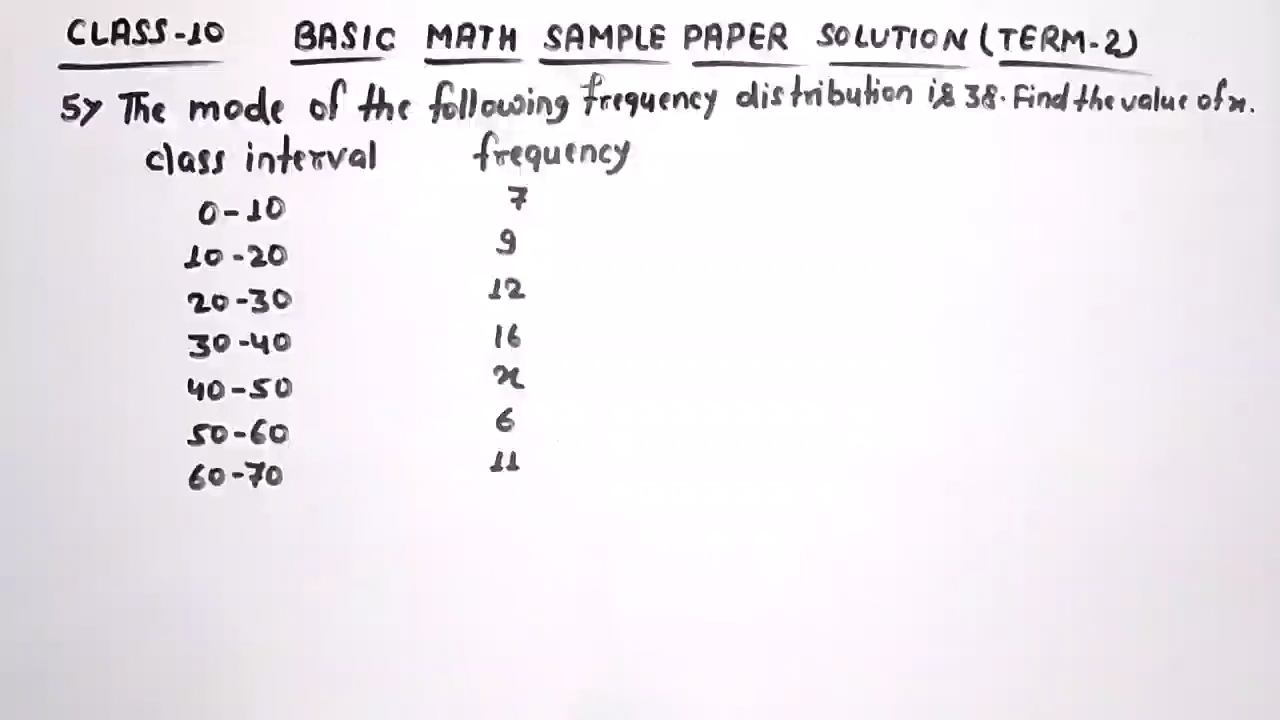 CLASS-10 BASIC MATH SAMPLE PAPER SOLUTION (TERM-2)
5> The mode of the following frequency distribution is 38. Find the value of x.
class interval frequency
0-10 7
10-20 9
20-30 12
30-40 16
40-50 x
50-60 6
60-70 11